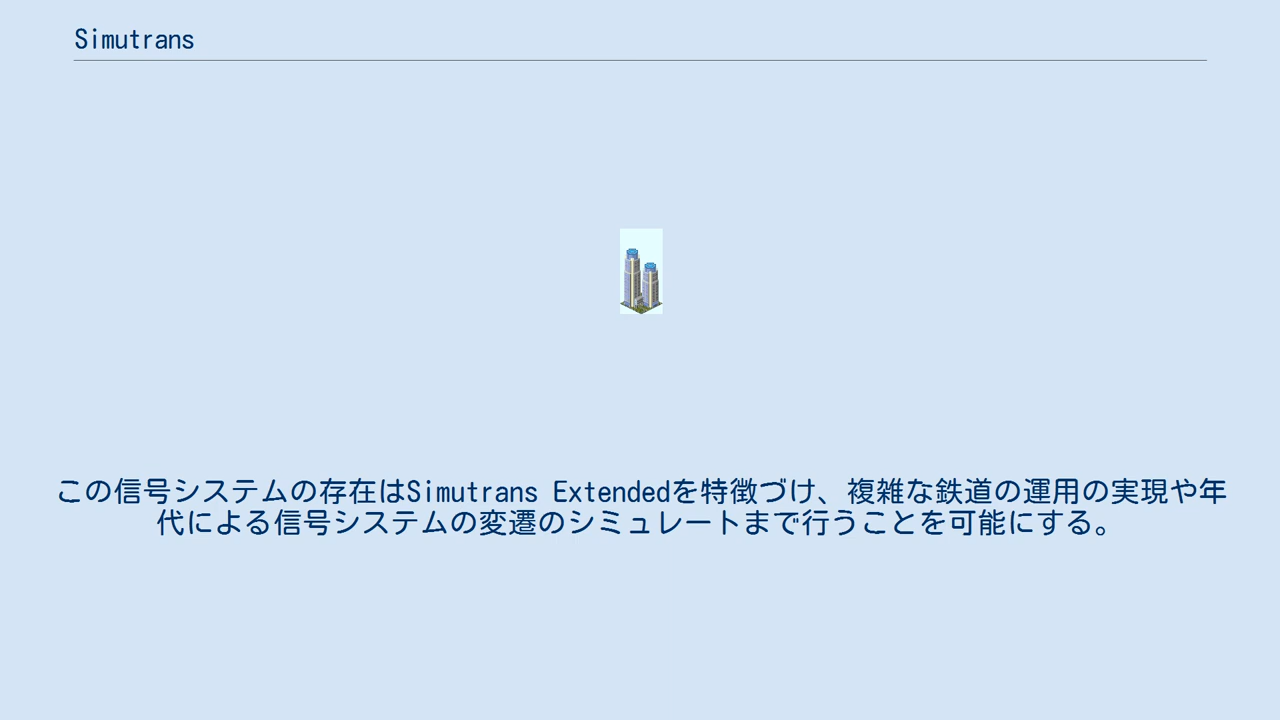 Simutrans
この信号システムの存在はSimutrans Extendedを特徴づけ、複雑な鉄道の運用の実現や年
代による信号システムの変遷のシミュレートまで行うことを可能にする。